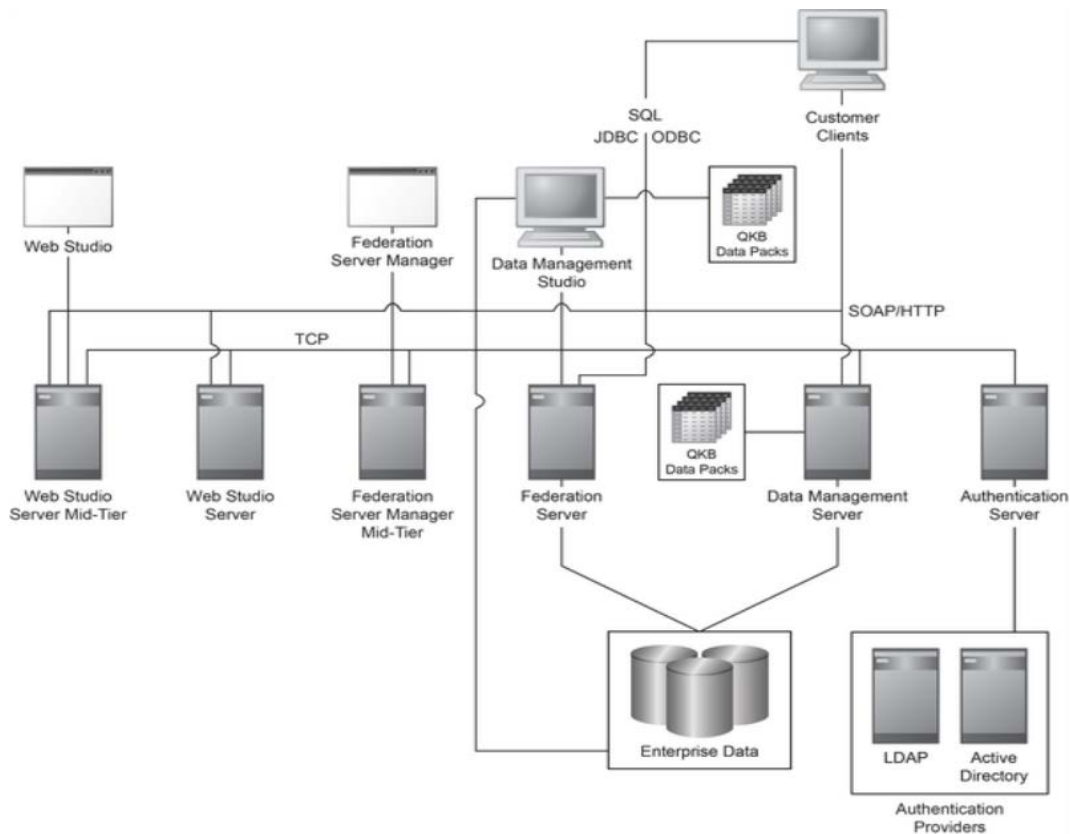 SQL
JDBC ODBC
Customer
Clients
Web Studio
Federation
Server Manager
Data Management
Studio
QKB
Data Packs
SOAP/HTTP
TCP
QKB
Data Packs
Web Studio
Server Mid-Tier
Web Studio
Server
Federation
Server Manager
Mid-Tier
Federation
Server
Data Management
Server
Authentication
Server
Enterprise Data
LDAP
Active
Directory
Authentication
Providers